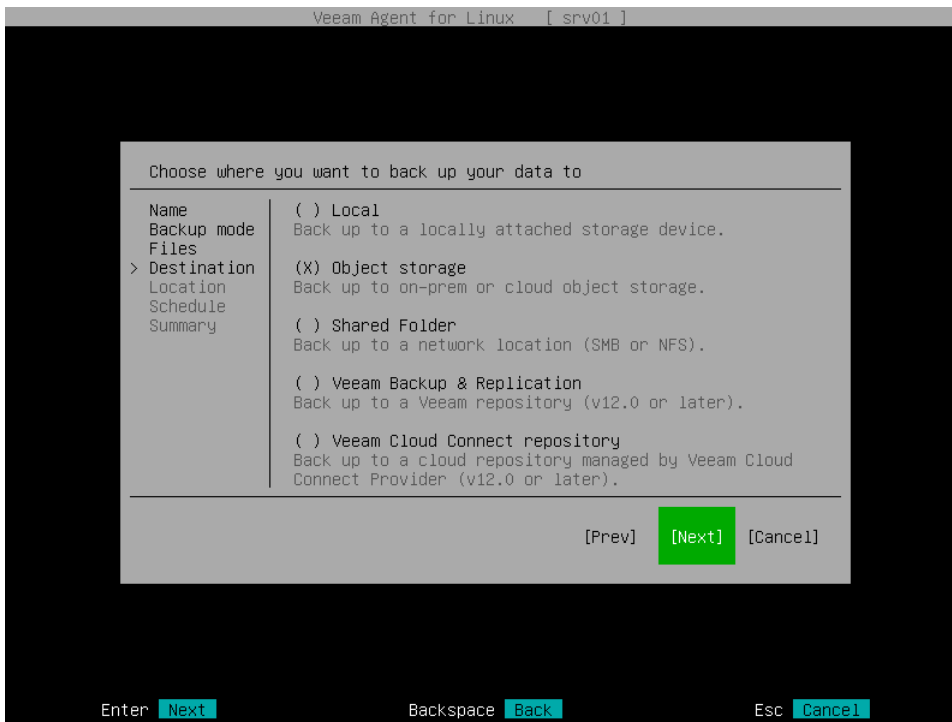 Veeam Agent for Linux [ srv01 ]
Choose where you want to back up your data to
Name
Backup mode
Files
> Destination
Location
Schedule
Summary
( ) Local
Back up to a locally attached storage device.
(X) Object storage
Back up to on-prem or cloud object storage.
( ) Shared Folder
Back up to a network location (SMB or NFS).
( ) Veeam Backup & Replication
Back up to a Veeam repository (v12.0 or later).
( ) Veeam Cloud Connect repository
Back up to a cloud repository managed by Veeam Cloud
Connect Provider (v12.0 or later).
[Prev] [Next] [Cancel]
Enter Next Backspace Back Esc Cancel